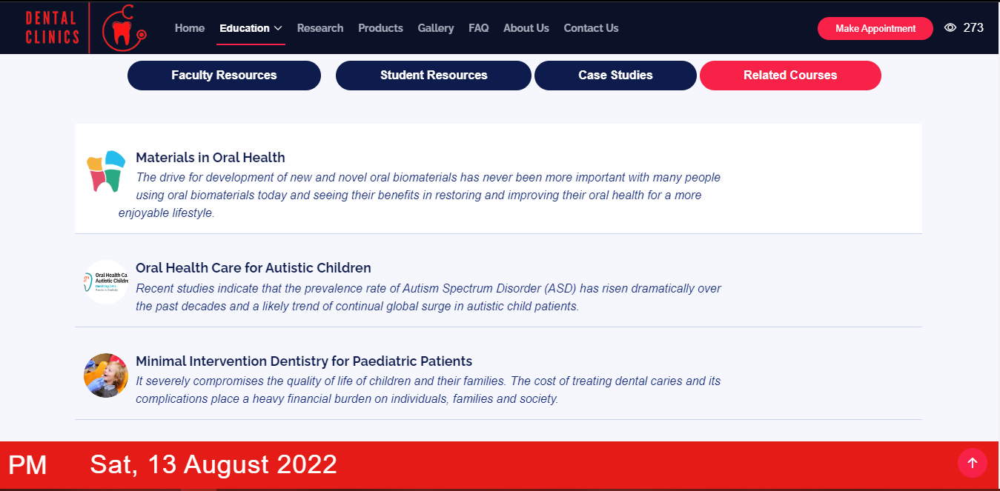 DENTAL
CLINICS
Home Education Research Products Gallery FAQ About Us Contact Us Make Appointment 273
Faculty Resources Student Resources Case Studies Related Courses
Materials in Oral Health
The drive for development of new and novel oral biomaterials has never been more important with many people
using oral biomaterials today and seeing their benefits in restoring and improving their oral health for a more
enjoyable lifestyle.
Oral Health Care for Autistic Children
Oral Health Ca
Autistic Childre
Recent studies indicate that the prevalence rate of Autism Spectrum Disorder (ASD) has risen dramatically over
the past decades and a likely trend of continual global surge in autistic child patients.
Minimal Intervention Dentistry for Paediatric Patients
It severely compromises the quality of life of children and their families. The cost of treating dental caries and its
complications place a heavy financial burden on individuals, families and society.
PM Sat, 13 August 2022